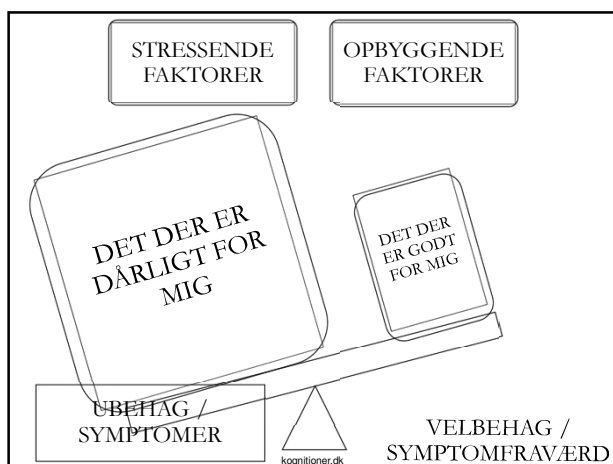 STRESSENDE
FAKTORER
OPBYGGENDE
FAKTORER
DET DER ER
DÅRLIGT FOR
MIG
DET DER
ER GODT
FOR MIG
UBEHAG /
SYMPTOMER
VELBEHAG /
SYMPTOMFRAVÆRD
kognitioner.dk